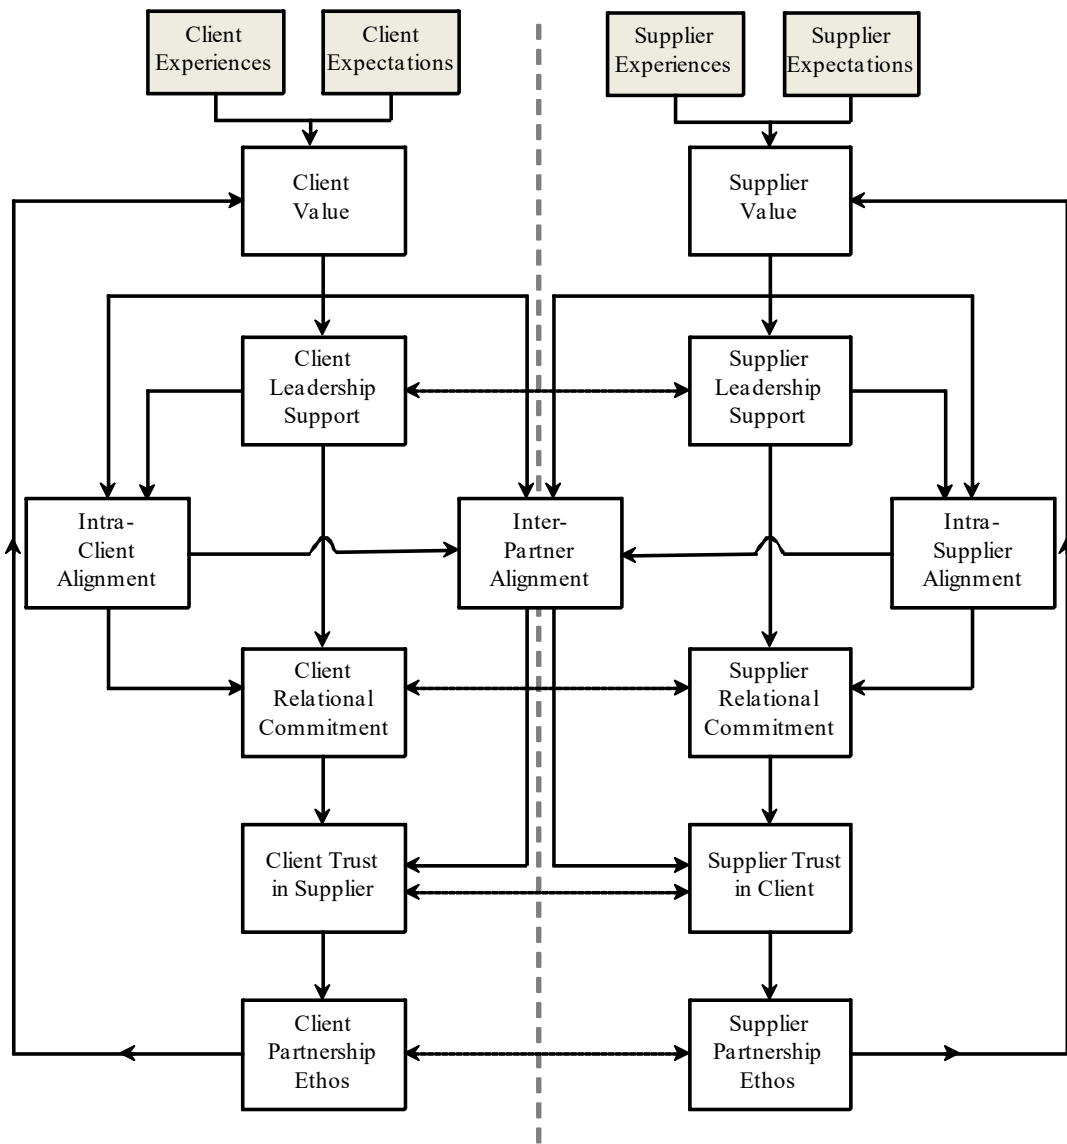 Client
Experiences
Client
Expectations
Supplier
Experiences
Supplier
Expectations
Client
Value
Supplier
Value
Client
Leadership
Support
Supplier
Leadership
Support
Intra-
Client
Alignment
Inter-
Partner
Alignment
Intra-
Supplier
Alignment
Client
Relational
Commitment
Supplier
Relational
Commitment
Client Trust
in Supplier
Supplier Trust
in Client
Client
Partnership
Ethos
Supplier
Partnership
Ethos